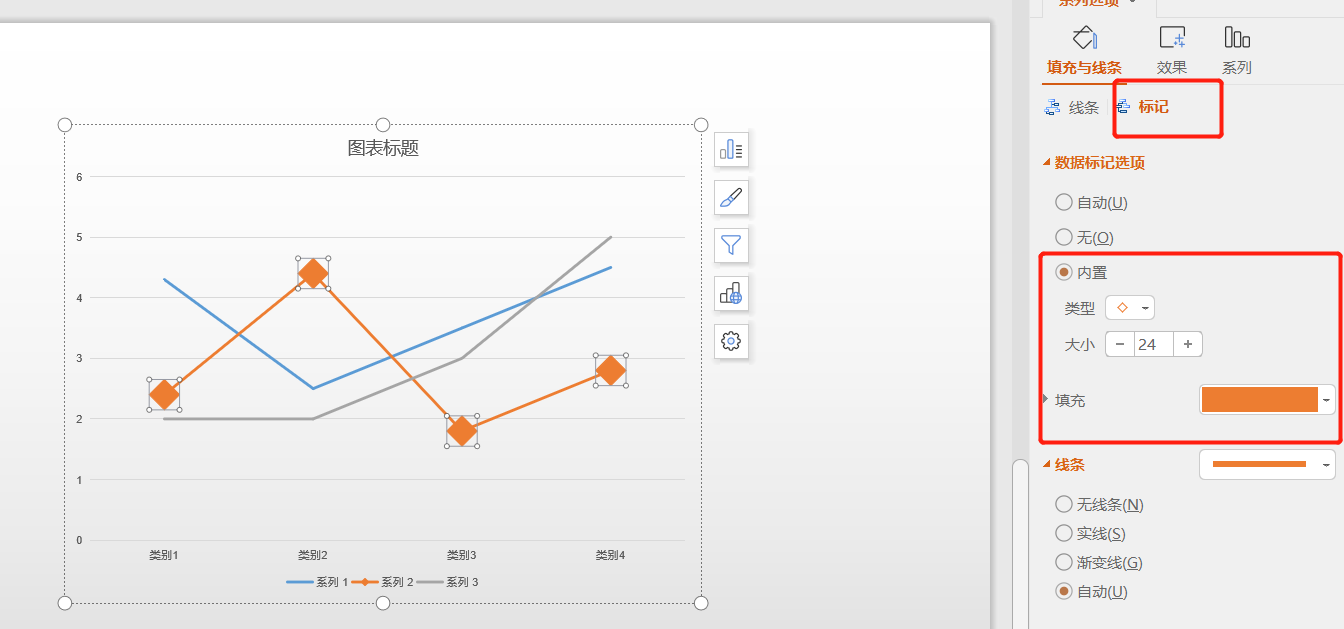 系列选项
填充与线条 效果 系列
线条 标记
数据标记选项
自动(U)
无(O)
内置
类型
大小 − 24 +
填充
线条
无线条(N)
实线(S)
渐变线(G)
自动(U)
图表标题
6
5
4
3
2
1
0
类别1 类别2 类别3 类别4
系列 1 系列 2 系列 3